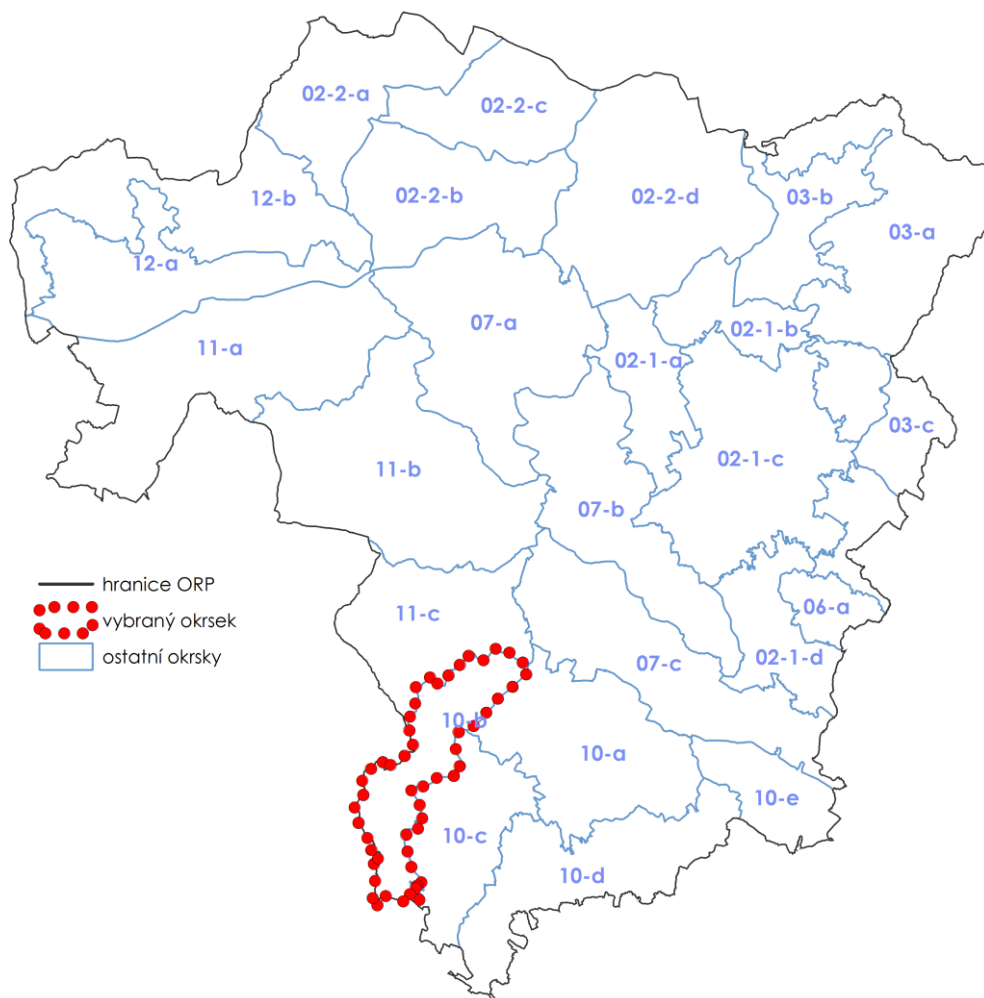 02-2-a
02-2-c
12-b
02-2-b
02-2-d
03-b
03-a
12-a
07-a
02-1-b
11-a
02-1-a
03-c
11-b
02-1-c
07-b
hranice ORP
vybraný okrsek
ostatní okrsky
11-c
06-a
07-c
02-1-d
10-b
10-a
10-e
10-c
10-d